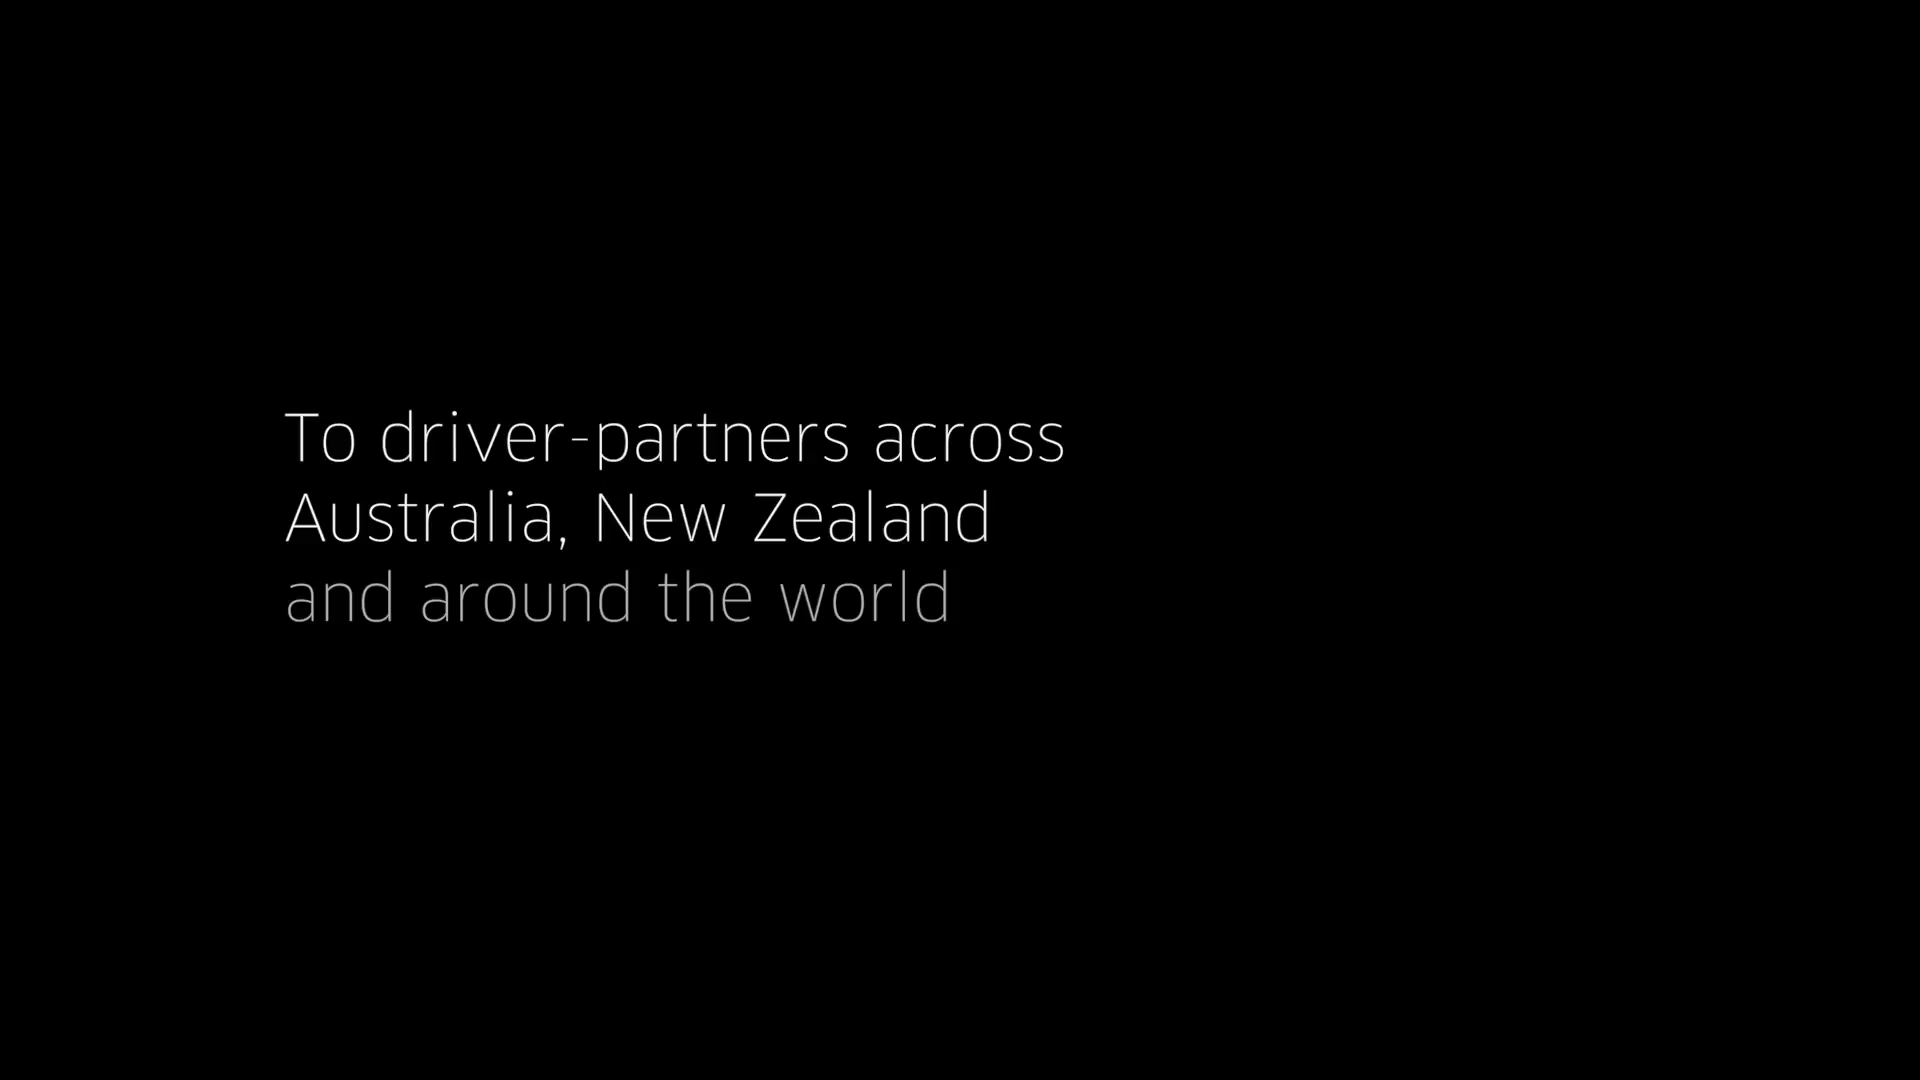 To driver-partners across
Australia, New Zealand
and around the world